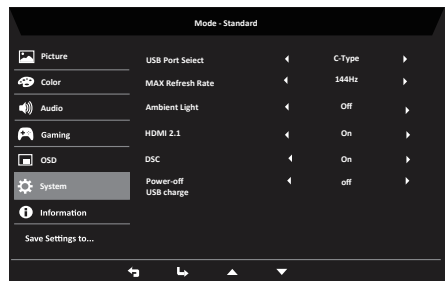 Mode - Standard
Picture
Color
Audio
Gaming
OSD
System
Information
Save Settings to...
USB Port Select C-Type
MAX Refresh Rate 144Hz
Ambient Light Off
HDMI 2.1 On
DSC On
Power-off off
USB charge